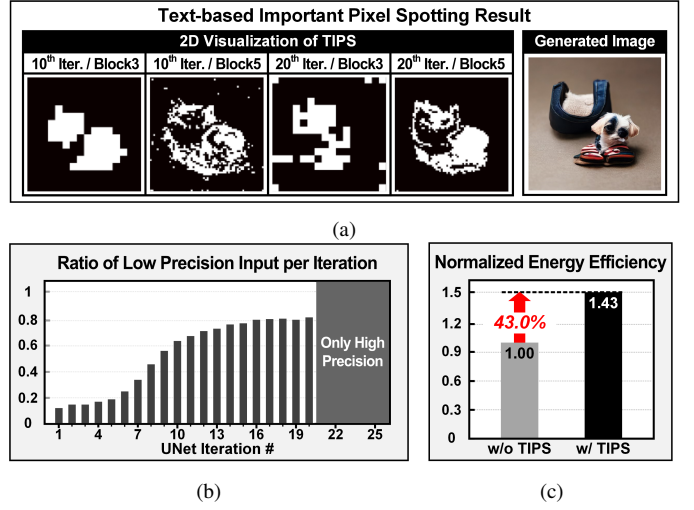 Text-based Important Pixel Spotting Result
2D Visualization of TIPS
Generated Image
10th Iter. / Block3
10th Iter. / Block5
20th Iter. / Block3
20th Iter. / Block5
(a)
Ratio of Low Precision Input per Iteration
1
0.8
0.6
0.4
0.2
0
Only High
Precision
1 4 7 10 13 16 19 22 25
UNet Iteration #
(b)
Normalized Energy Efficiency
1.5
1.2
0.9
0.6
0.3
0
43.0%
1.00
1.43
w/o TIPS
w/ TIPS
(c)